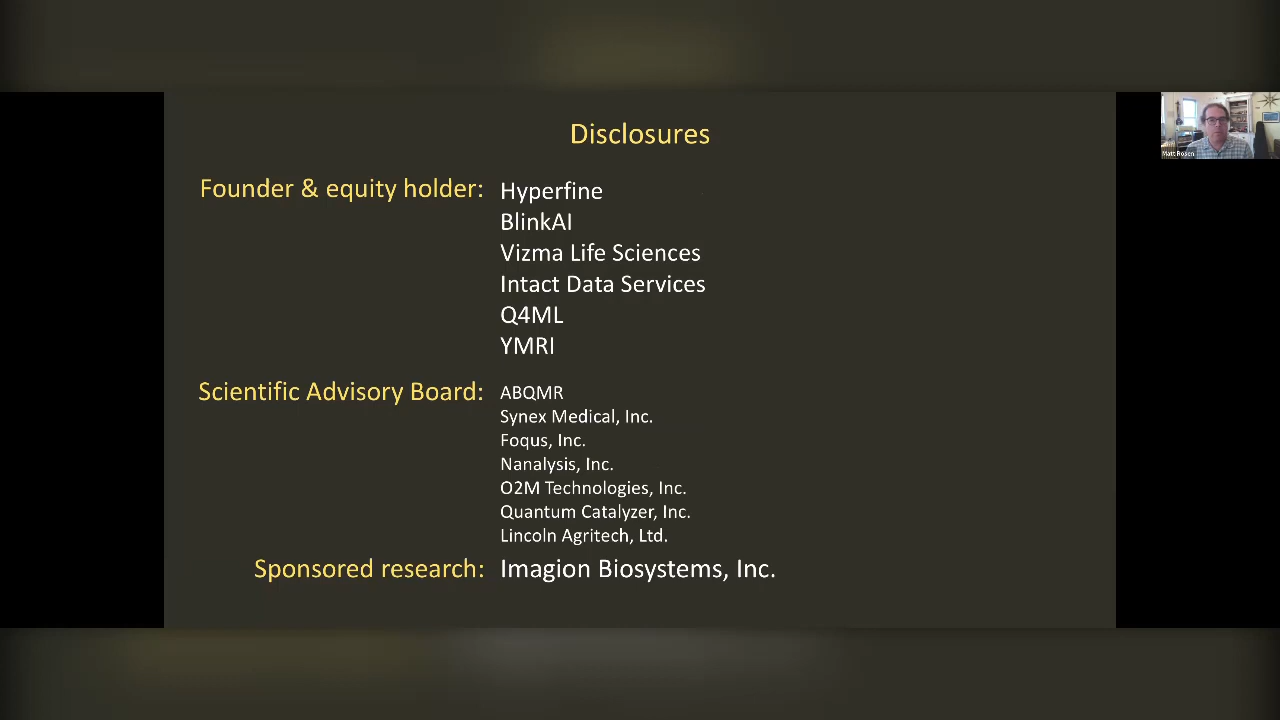 Disclosures
Founder & equity holder:
Hyperfine
BlinkAI
Vizma Life Sciences
Intact Data Services
Q4ML
YMRI
Scientific Advisory Board:
ABQMR
Synex Medical, Inc.
Foqus, Inc.
Nanalysis, Inc.
O2M Technologies, Inc.
Quantum Catalyzer, Inc.
Lincoln Agritech, Ltd.
Sponsored research:
Imagion Biosystems, Inc.
Matt Rosen